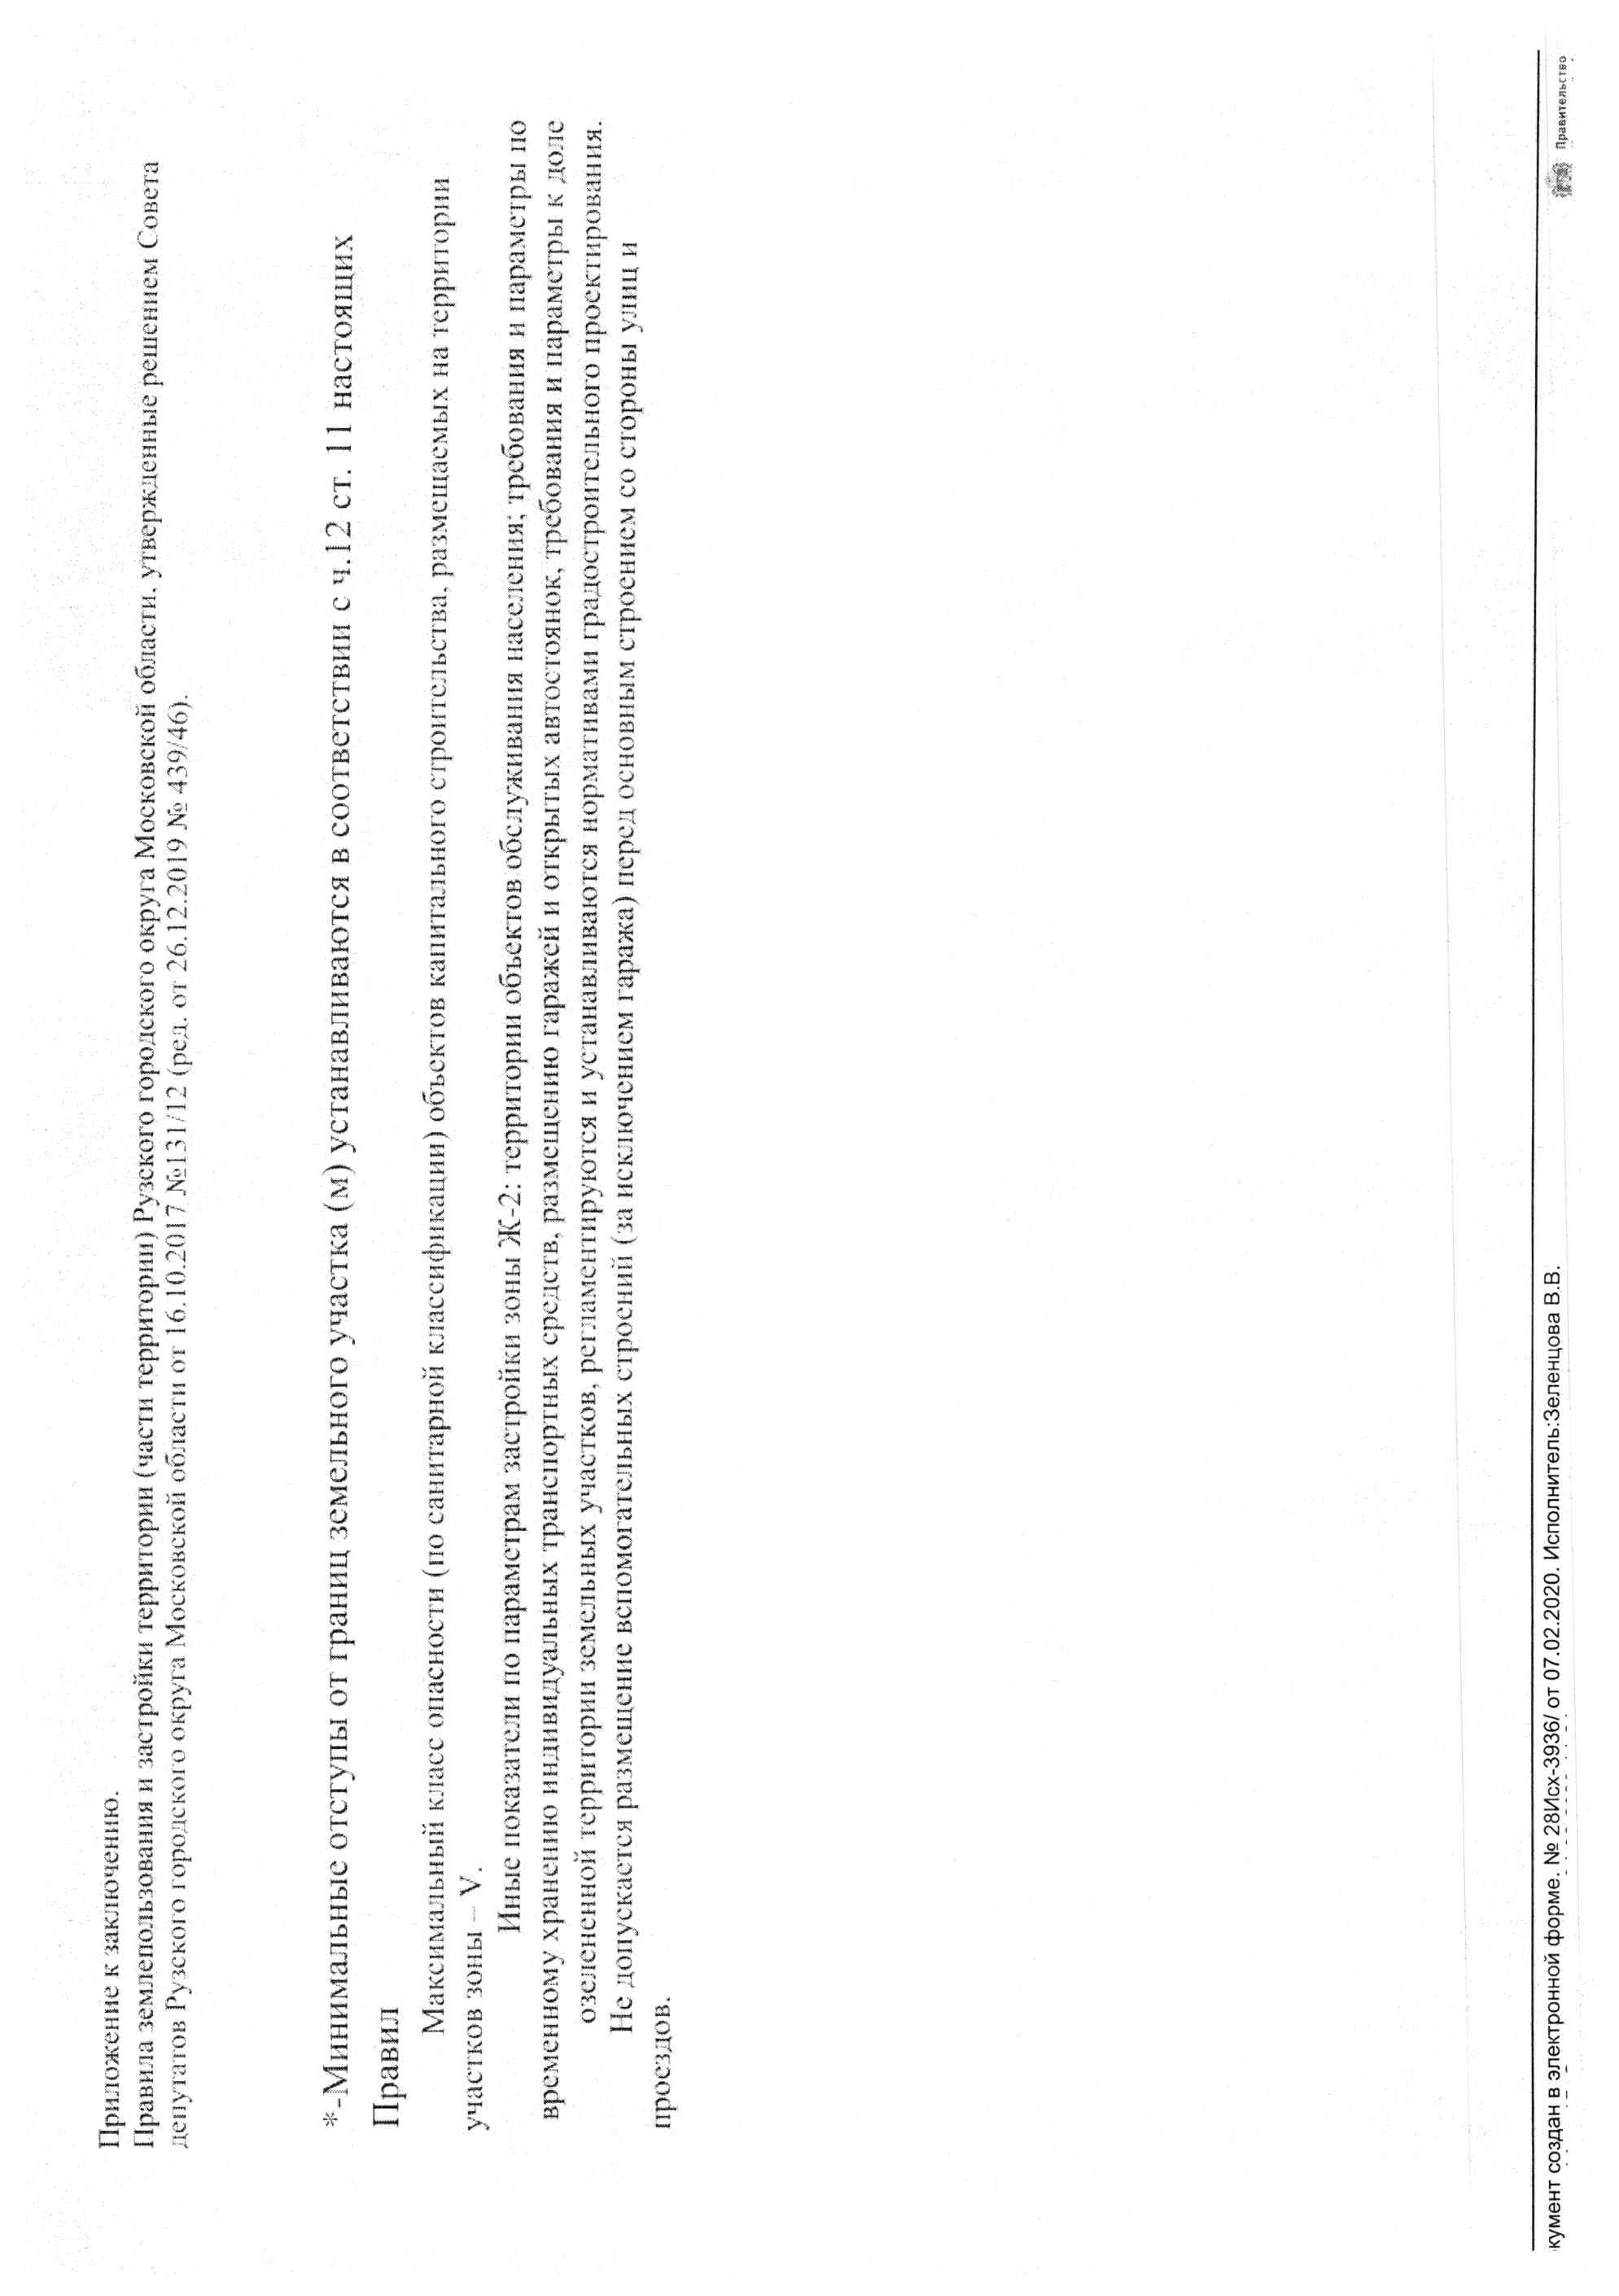 Приложение к заключению.
Правила землепользования и застройки территории (части территории) Рузского городского округа Московской области, утвержденные решением Совета
депутатов Рузского городского округа Московской области от 16.10.2017 №131/12 (ред. от 26.12.2019 № 439/46).
*-Минимальные отступы от границ земельного участка (м) устанавливаются в соответствии с ч.12 ст. 11 настоящих
Правил
Максимальный класс опасности (по санитарной классификации) объектов капитального строительства, размещаемых на территории
участков зоны – V.
Иные показатели по параметрам застройки зоны Ж-2: территории объектов обслуживания населения; требования и параметры по
временному хранению индивидуальных транспортных средств, размещению гаражей и открытых автостоянок, требования и параметры к доле
озелененной территории земельных участков, регламентируются и устанавливаются нормативами градостроительного проектирования.
Не допускается размещение вспомогательных строений (за исключением гаража) перед основным строением со стороны улиц и
проездов.
кумент создан в электронной форме. № 28Исх-3936/ от 07.02.2020. Исполнитель:Зеленцова В.В.
Правительство